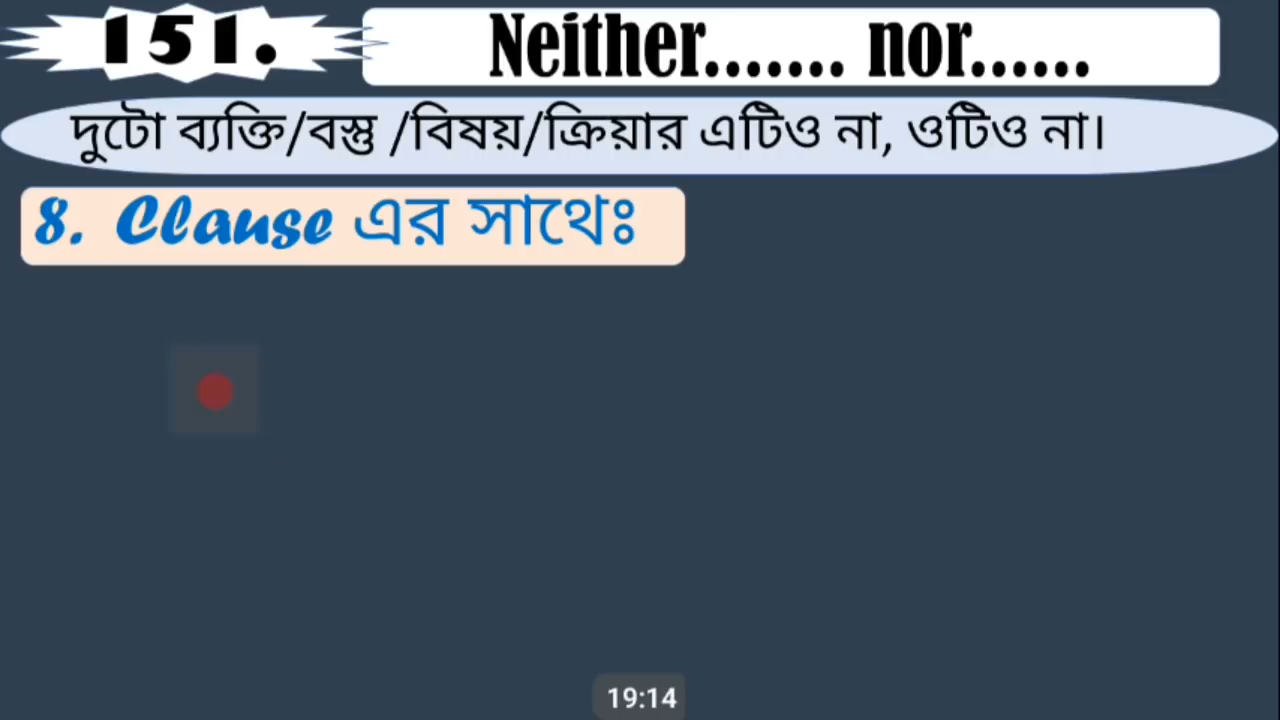 151. Neither....... nor......
দুটো ব্যক্তি/বস্তু /বিষয়/ক্রিয়ার এটিও না, ওটিও না।
8. Clause এর সাথেঃ
19:14